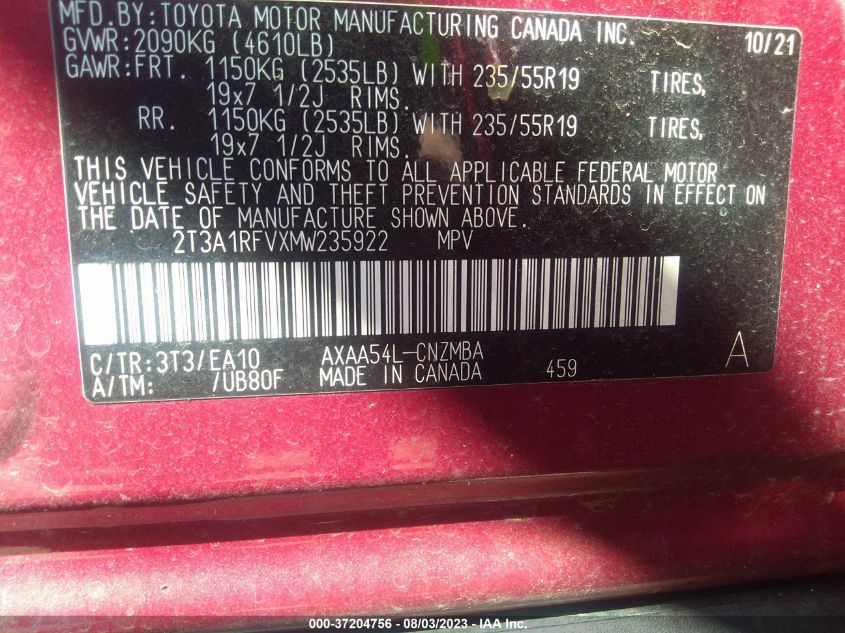 MFD.BY:TOYOTA MOTOR MANUFACTURING CANADA INC. 10/21
GVWR:2090KG (4610LB)
GAWR:FRT. 1150KG (2535LB) WITH 235/55R19 TIRES,
19x7 1/2J RIMS.
RR. 1150KG (2535LB) WITH 235/55R19 TIRES,
19x7 1/2J RIMS.
THIS VEHICLE CONFORMS TO ALL APPLICABLE FEDERAL MOTOR
VEHICLE SAFETY AND THEFT PREVENTION STANDARDS IN EFFECT ON
THE DATE OF MANUFACTURE SHOWN ABOVE.
2T3A1RFVXMW235922 MPV
C/TR:3T3/EA10 AXAA54L-CNZMBA A
A/TM: /UB80F MADE IN CANADA 459
000-37204756 - 08/03/2023 - IAA, Inc.